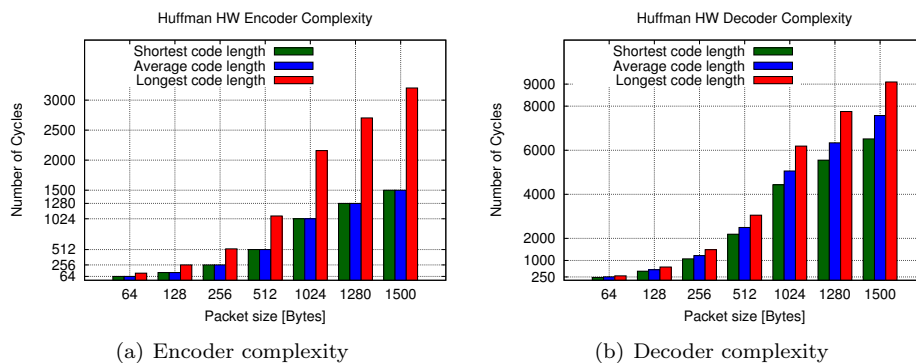 Huffman HW Encoder Complexity
Shortest code length
Average code length
Longest code length
Number of Cycles
3000
2500
2000
1500
1280
1024
512
256
64
64 128 256 512 1024 1280 1500
Packet size [Bytes]
(a) Encoder complexity
Huffman HW Decoder Complexity
Shortest code length
Average code length
Longest code length
Number of Cycles
9000
8000
6000
4000
2000
1000
250
64 128 256 512 1024 1280 1500
Packet size [Bytes]
(b) Decoder complexity